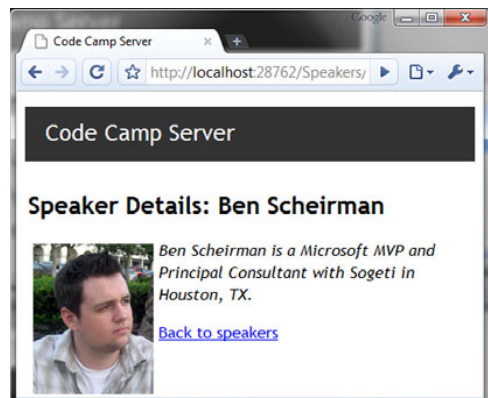 Google
Code Camp Server
http://localhost:28762/Speakers/
Code Camp Server
Speaker Details: Ben Scheirman
Ben Scheirman is a Microsoft MVP and
Principal Consultant with Sogeti in
Houston, TX.
Back to speakers